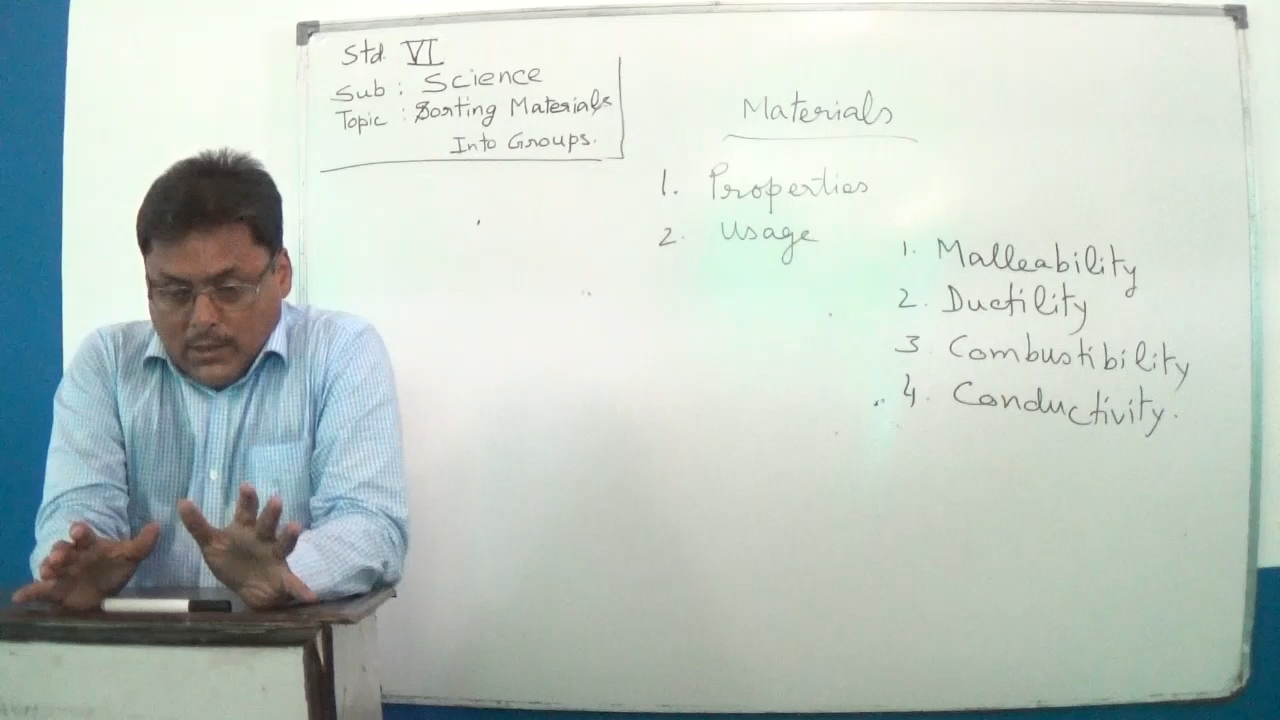 Std VI
Sub : Science
Topic : Sorting Materials
Into Groups.
Materials
1. Properties
2. Usage
1. Malleability
2. Ductility
3. Combustibility
4. Conductivity.